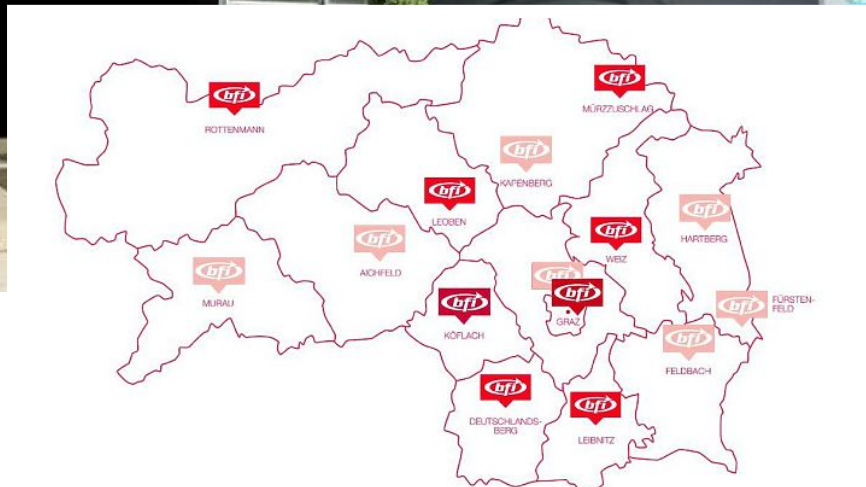 bfi
ROTTENMANN
bfi
MÜRZZUSCHLAG
bfi
KAPFENBERG
bfi
LEOBEN
bfi
HARTBERG
bfi
WEIZ
bfi
AICHFELD
bfi
MURAU
bfi
bfi
GRAZ
bfi
KÖFLACH
bfi
FÜRSTEN-
FELD
bfi
FELDBACH
bfi
DEUTSCHLANDS-
BERG
bfi
LEIBNITZ